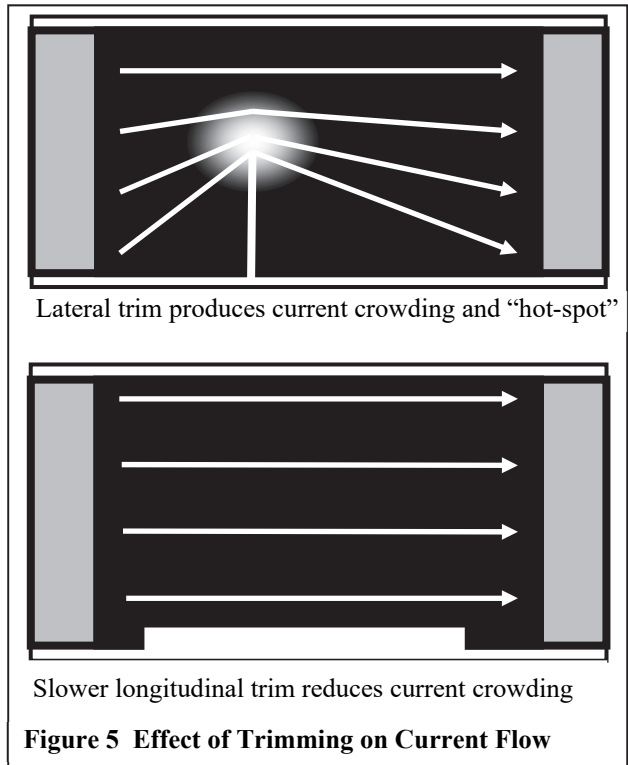 Lateral trim produces current crowding and “hot-spot”
Slower longitudinal trim reduces current crowding
Figure 5  Effect of Trimming on Current Flow